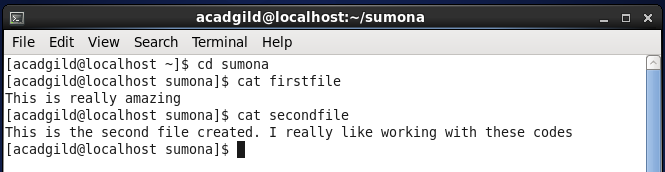 acadgild@localhost:~/sumona
File Edit View Search Terminal Help
[acadgild@localhost ~]$ cd sumona
[acadgild@localhost sumona]$ cat firstfile
This is really amazing
[acadgild@localhost sumona]$ cat secondfile
This is the second file created. I really like working with these codes
[acadgild@localhost sumona]$